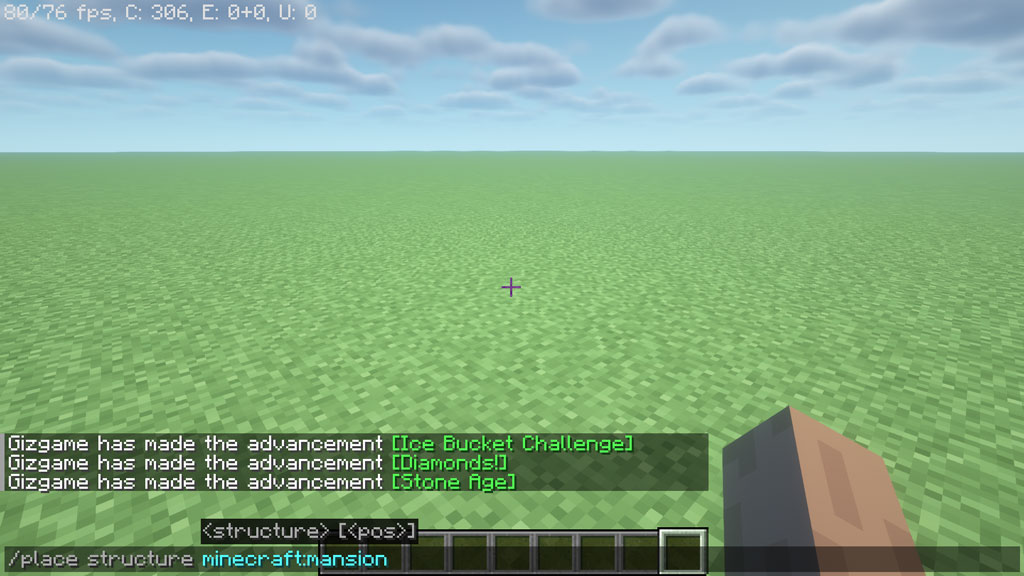 80/76 fps, C: 306, E: 0+0, U: 0
Gizgame has made the advancement [Ice Bucket Challenge]
Gizgame has made the advancement [Diamonds!]
Gizgame has made the advancement [Stone Age]
<structure> [<pos>]
/place structure minecraft:mansion